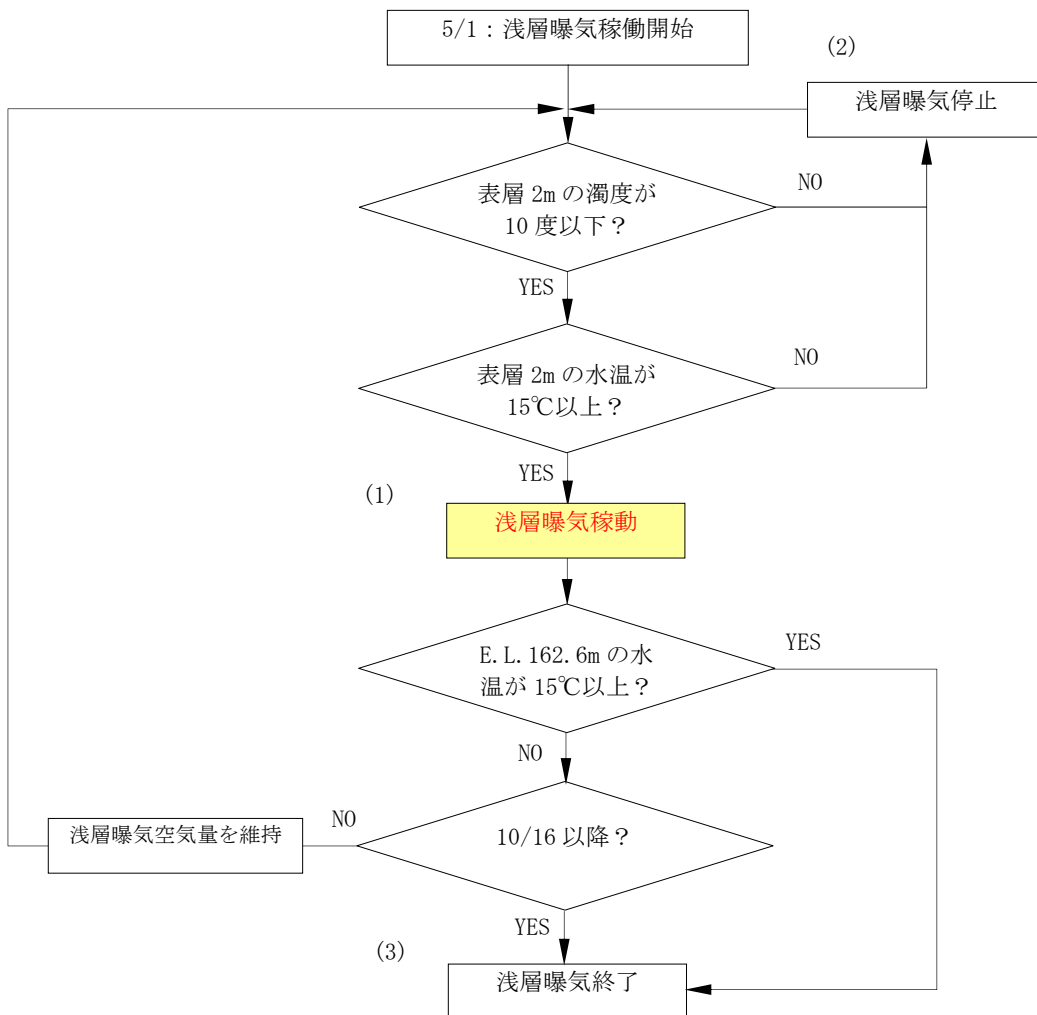 5/1：浅層曝気稼働開始
(2)
浅層曝気停止
表層 2m の濁度が
10 度以下？
NO
YES
表層 2m の水温が
15℃以上？
NO
YES
(1)
浅層曝気稼動
E.L.162.6m の水
温が 15℃以上？
YES
NO
10/16 以降？
NO
浅層曝気空気量を維持
YES
(3)
浅層曝気終了